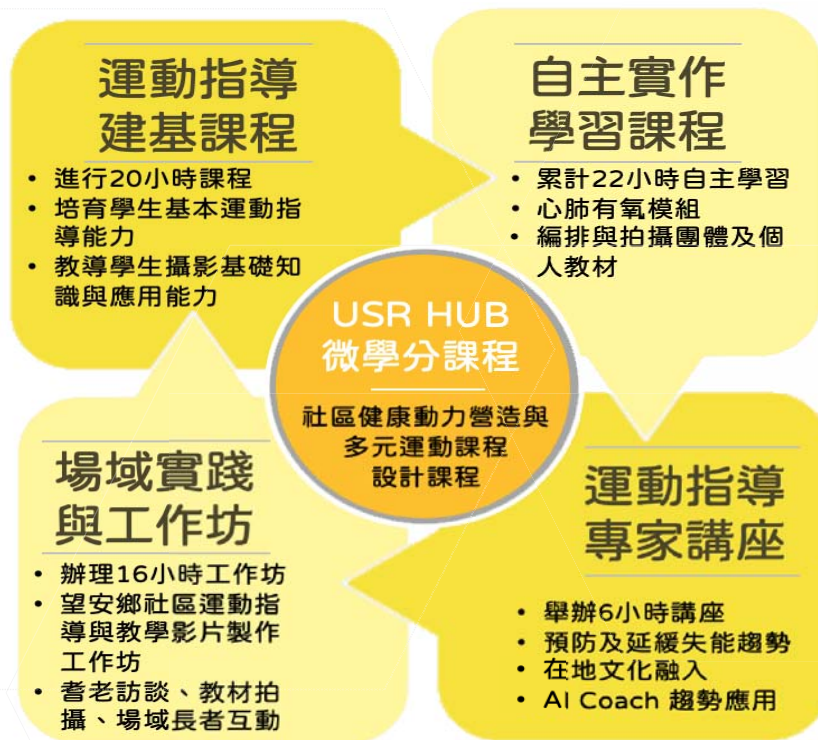 運動指導
建基課程
• 進行20小時課程
• 培育學生基本運動指
導能力
• 教導學生攝影基礎知
識與應用能力
自主實作
學習課程
• 累計22小時自主學習
• 心肺有氧模組
• 編排與拍攝團體及個
人教材
USR HUB
微學分課程
社區健康動力營造與
多元運動課程
設計課程
場域實踐
與工作坊
• 辦理16小時工作坊
• 望安鄉社區運動指
導與教學影片製作
工作坊
• 耆老訪談、教材拍
攝、場域長者互動
運動指導
專家講座
• 舉辦6小時講座
• 預防及延緩失能趨勢
• 在地文化融入
• AI Coach 趨勢應用